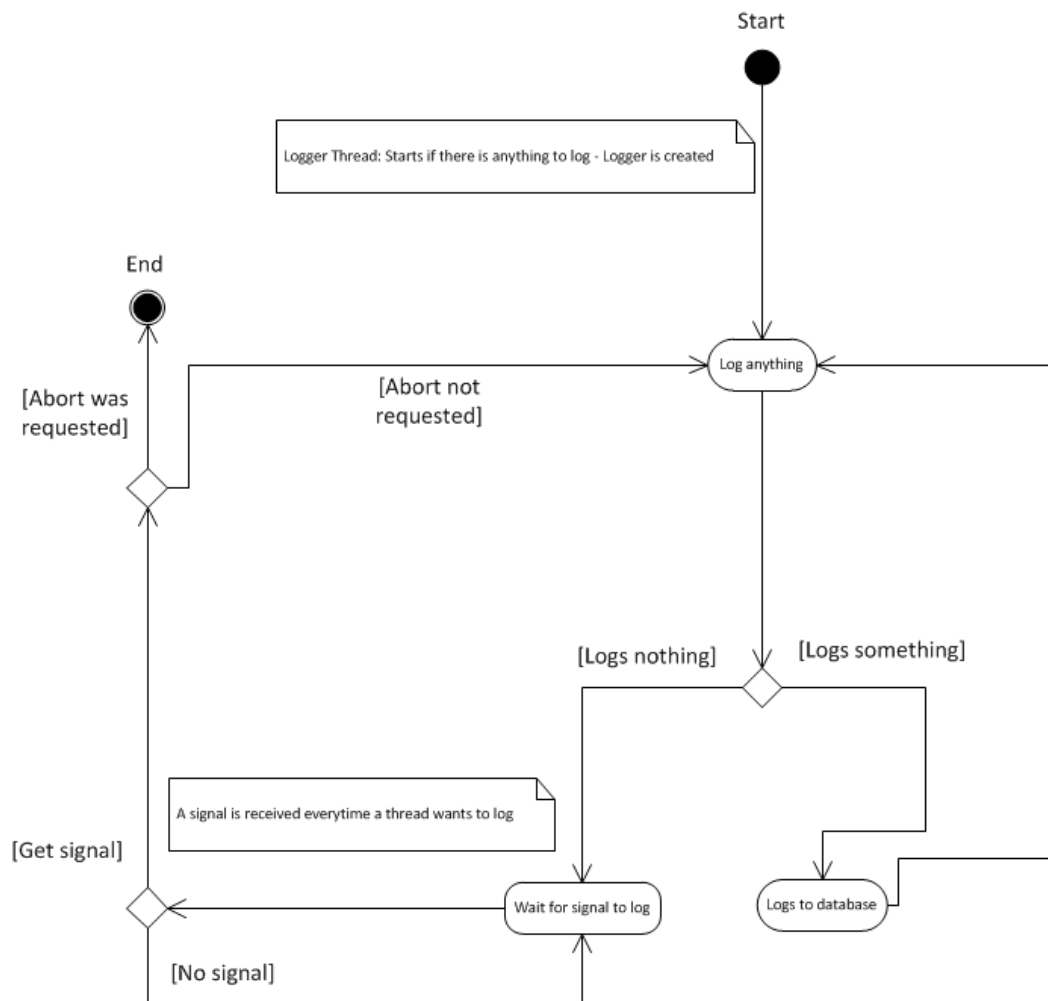 Start
Logger Thread: Starts if there is anything to log - Logger is created
End
Log anything
[Abort was
requested]
[Abort not
requested]
[Logs nothing]
[Logs something]
A signal is received everytime a thread wants to log
[Get signal]
Wait for signal to log
Logs to database
[No signal]